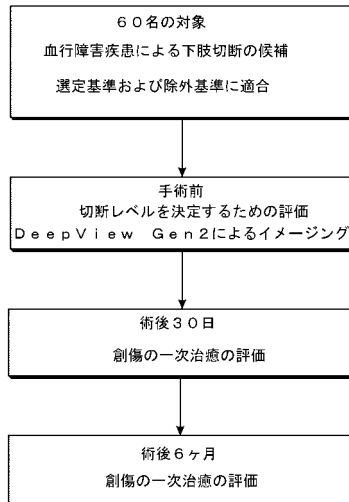 ６０名の対象
血行障害疾患による下肢切断の候補
選定基準および除外基準に適合
手術前
切断レベルを決定するための評価
ＤｅｅｐＶｉｅｗ　Ｇｅｎ２によるイメージング
術後３０日
創傷の一次治癒の評価
術後６ヶ月
創傷の一次治癒の評価